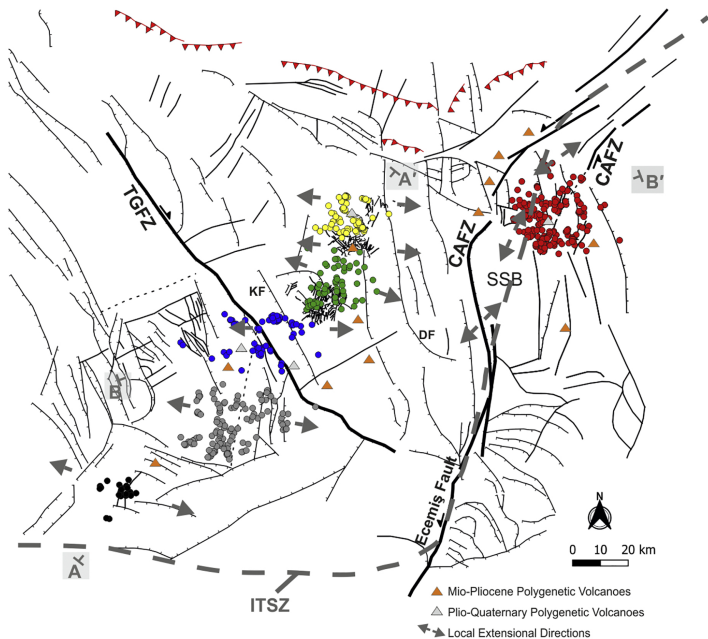 A'
B'
CAFZ
TGFZ
CAFZ
SSB
KF
DF
B
Ecemiş Fault
N
0 10 20 km
A
ITSZ
Mio-Pliocene Polygenetic Volcanoes
Plio-Quaternary Polygenetic Volcanoes
Local Extensional Directions